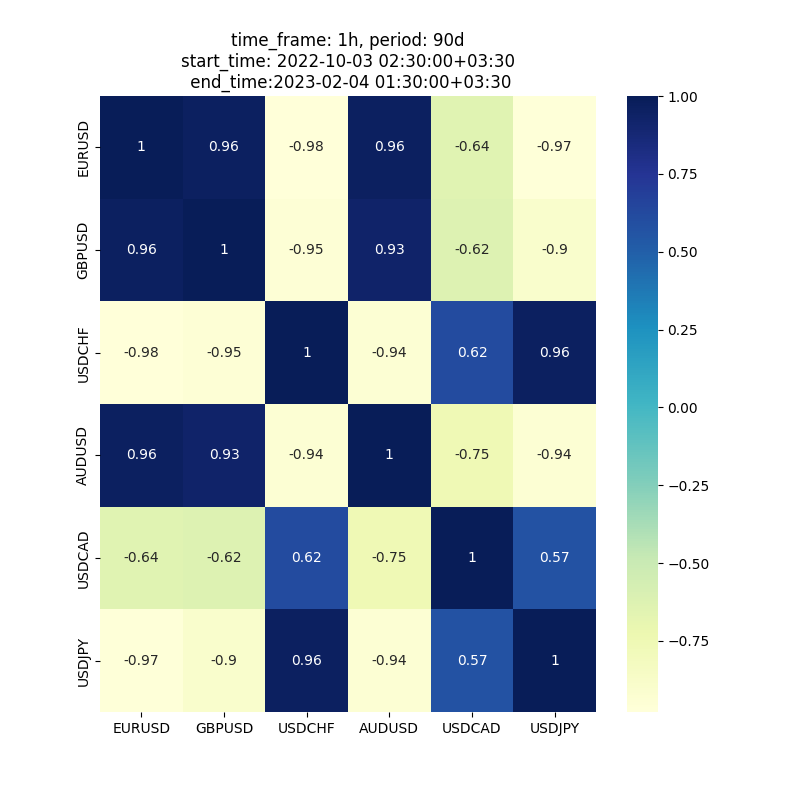 time_frame: 1h, period: 90d
start_time: 2022-10-03 02:30:00+03:30
end_time:2023-02-04 01:30:00+03:30
EURUSD 1 0.96 -0.98 0.96 -0.64 -0.97
GBPUSD 0.96 1 -0.95 0.93 -0.62 -0.9
USDCHF -0.98 -0.95 1 -0.94 0.62 0.96
AUDUSD 0.96 0.93 -0.94 1 -0.75 -0.94
USDCAD -0.64 -0.62 0.62 -0.75 1 0.57
USDJPY -0.97 -0.9 0.96 -0.94 0.57 1
EURUSD GBPUSD USDCHF AUDUSD USDCAD USDJPY
1.00
0.75
0.50
0.25
0.00
−0.25
−0.50
−0.75